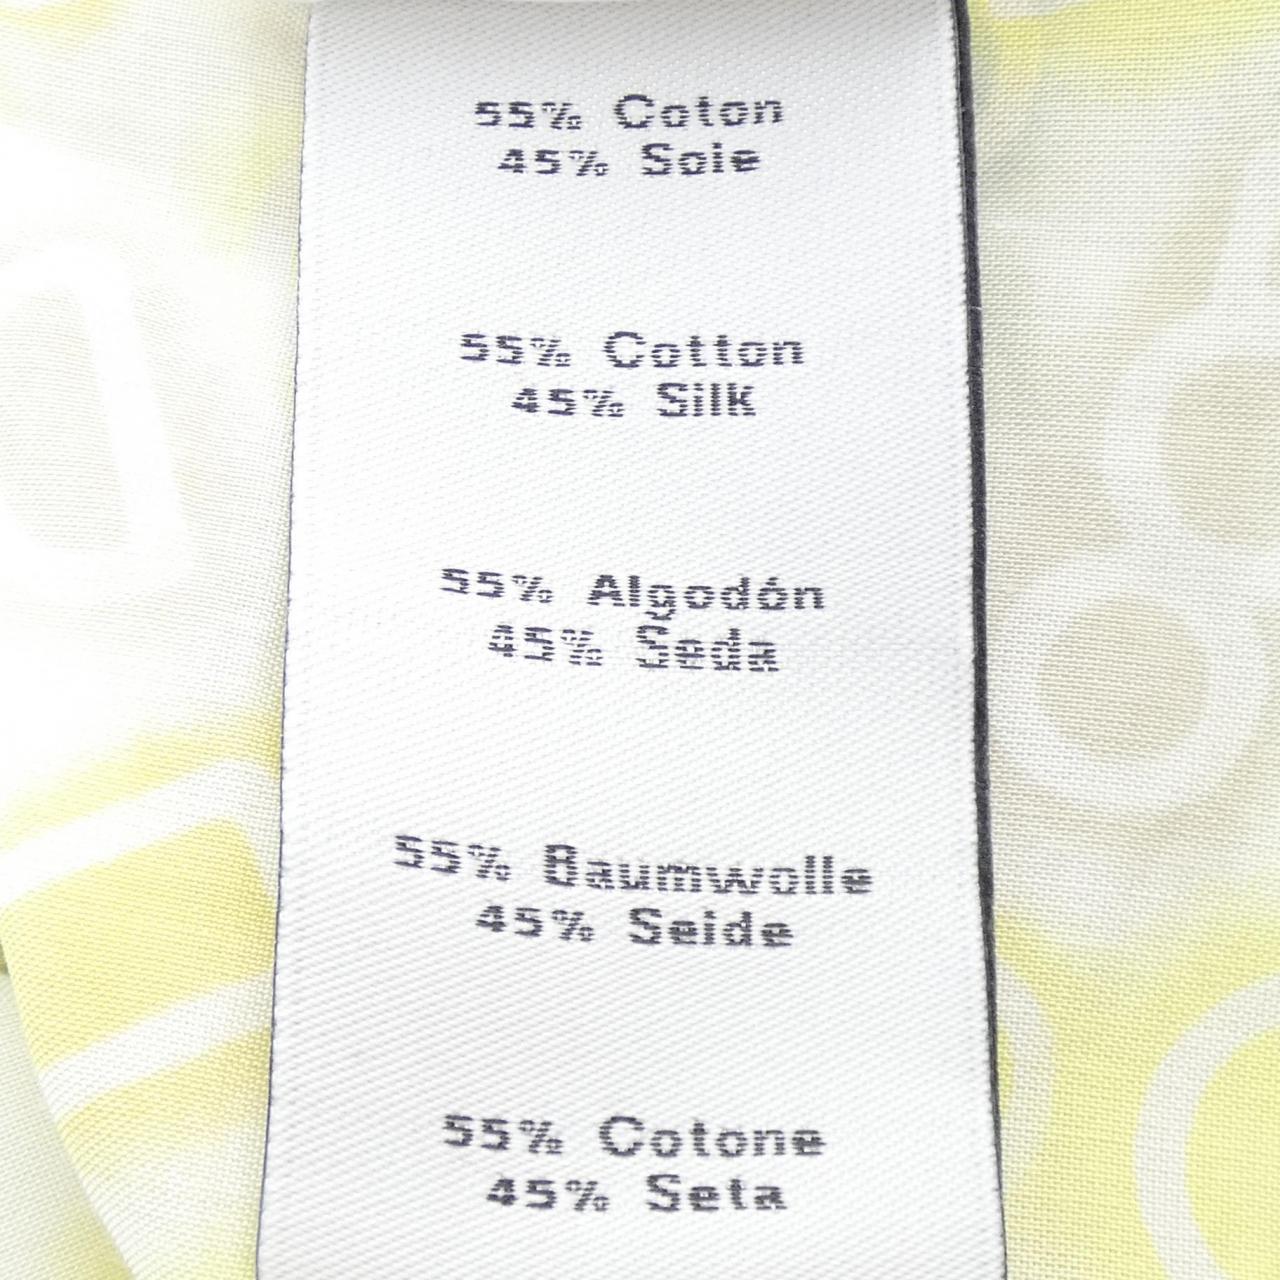 55% Coton
45% Soie
55% Cotton
45% Silk
55% Algodón
45% Seda
55% Baumwolle
45% Seide
55% Cotone
45% Seta